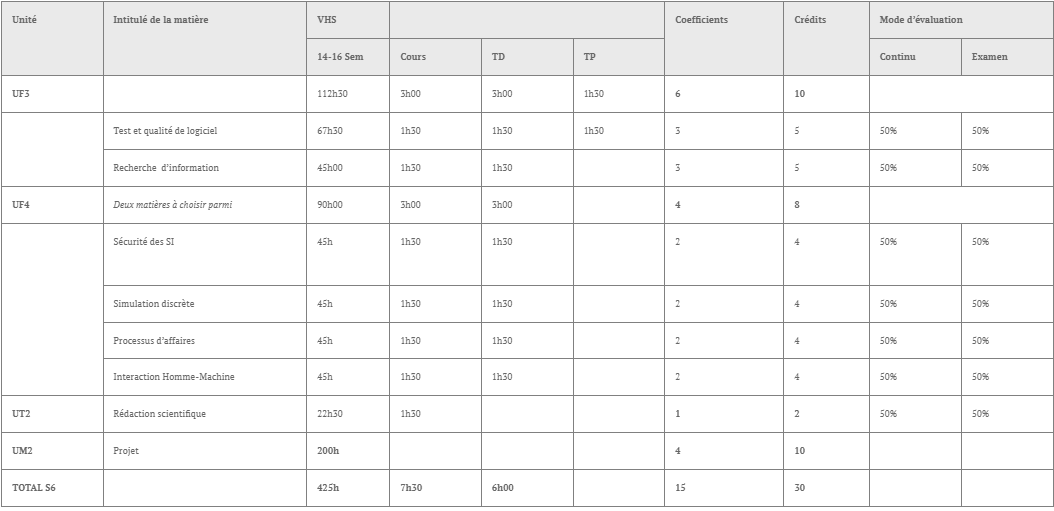 Unité Intitulé de la matière VHS Coefficients Crédits Mode d'évaluation
14-16 Sem Cours TD TP Continu Examen
UF3 112h30 3h00 3h00 1h30 6 10
Test et qualité de logiciel 67h30 1h30 1h30 1h30 3 5 50% 50%
Recherche d'information 45h00 1h30 1h30 3 5 50% 50%
UF4 Deux matières à choisir parmi 90h00 3h00 3h00 4 8
Sécurité des SI 45h 1h30 1h30 2 4 50% 50%
Simulation discrète 45h 1h30 1h30 2 4 50% 50%
Processus d'affaires 45h 1h30 1h30 2 4 50% 50%
Interaction Homme-Machine 45h 1h30 1h30 2 4 50% 50%
UT2 Rédaction scientifique 22h30 1h30 1 2 50% 50%
UM2 Projet 200h 4 10
TOTAL S6 425h 7h30 6h00 15 30